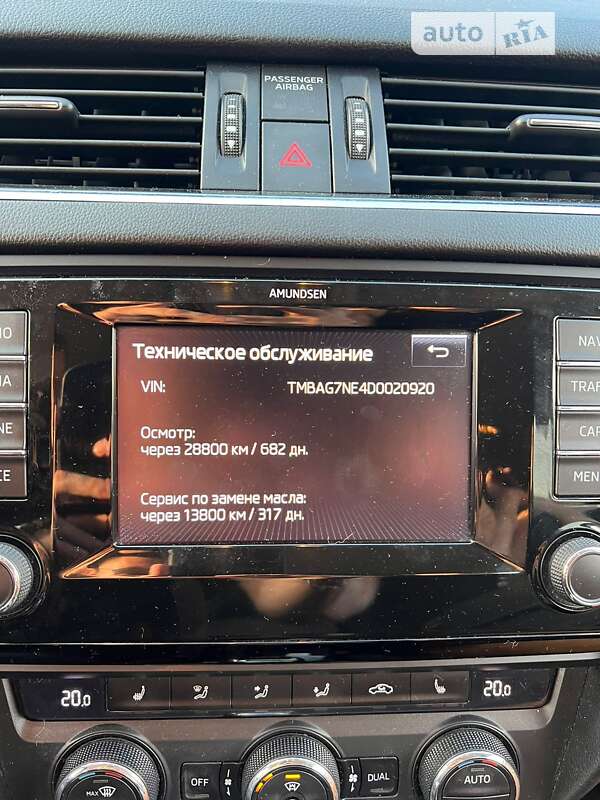 auto RIA
PASSENGER
AIRBAG
AMUNDSEN
Техническое обслуживание
VIN: TMBAG7NE4D0020920
Осмотр:
через 28800 км / 682 дн.
Сервис по замене масла:
через 13800 км / 317 дн.
NAV
TRAF
CAR
MEN
20.0
20.0
OFF
DUAL
MAX
AUTO